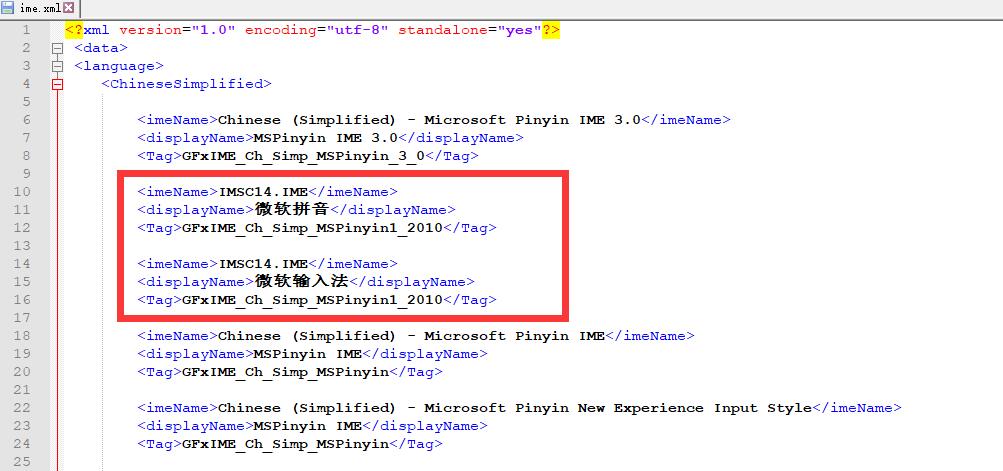 ime.xml
1 <?xml version="1.0" encoding="utf-8" standalone="yes"?>
2 <data>
3 <language>
4 <ChineseSimplified>
5
6 <imeName>Chinese (Simplified) - Microsoft Pinyin IME 3.0</imeName>
7 <displayName>MSPinyin IME 3.0</displayName>
8 <Tag>GFxIME_Ch_Simp_MSPinyin_3_0</Tag>
9
10 <imeName>IMSC14.IME</imeName>
11 <displayName>微软拼音</displayName>
12 <Tag>GFxIME_Ch_Simp_MSPinyin1_2010</Tag>
13
14 <imeName>IMSC14.IME</imeName>
15 <displayName>微软输入法</displayName>
16 <Tag>GFxIME_Ch_Simp_MSPinyin1_2010</Tag>
17
18 <imeName>Chinese (Simplified) - Microsoft Pinyin IME</imeName>
19 <displayName>MSPinyin IME</displayName>
20 <Tag>GFxIME_Ch_Simp_MSPinyin</Tag>
21
22 <imeName>Chinese (Simplified) - Microsoft Pinyin New Experience Input Style</imeName>
23 <displayName>MSPinyin IME</displayName>
24 <Tag>GFxIME_Ch_Simp_MSPinyin</Tag>
25